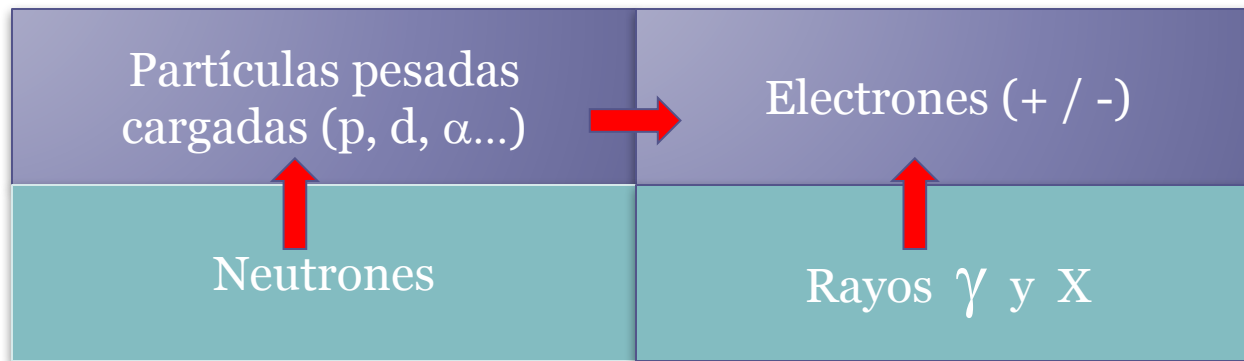 Partículas pesadas
cargadas (p, d, α...)
Electrones (+ / -)
Neutrones
Rayos γ y X